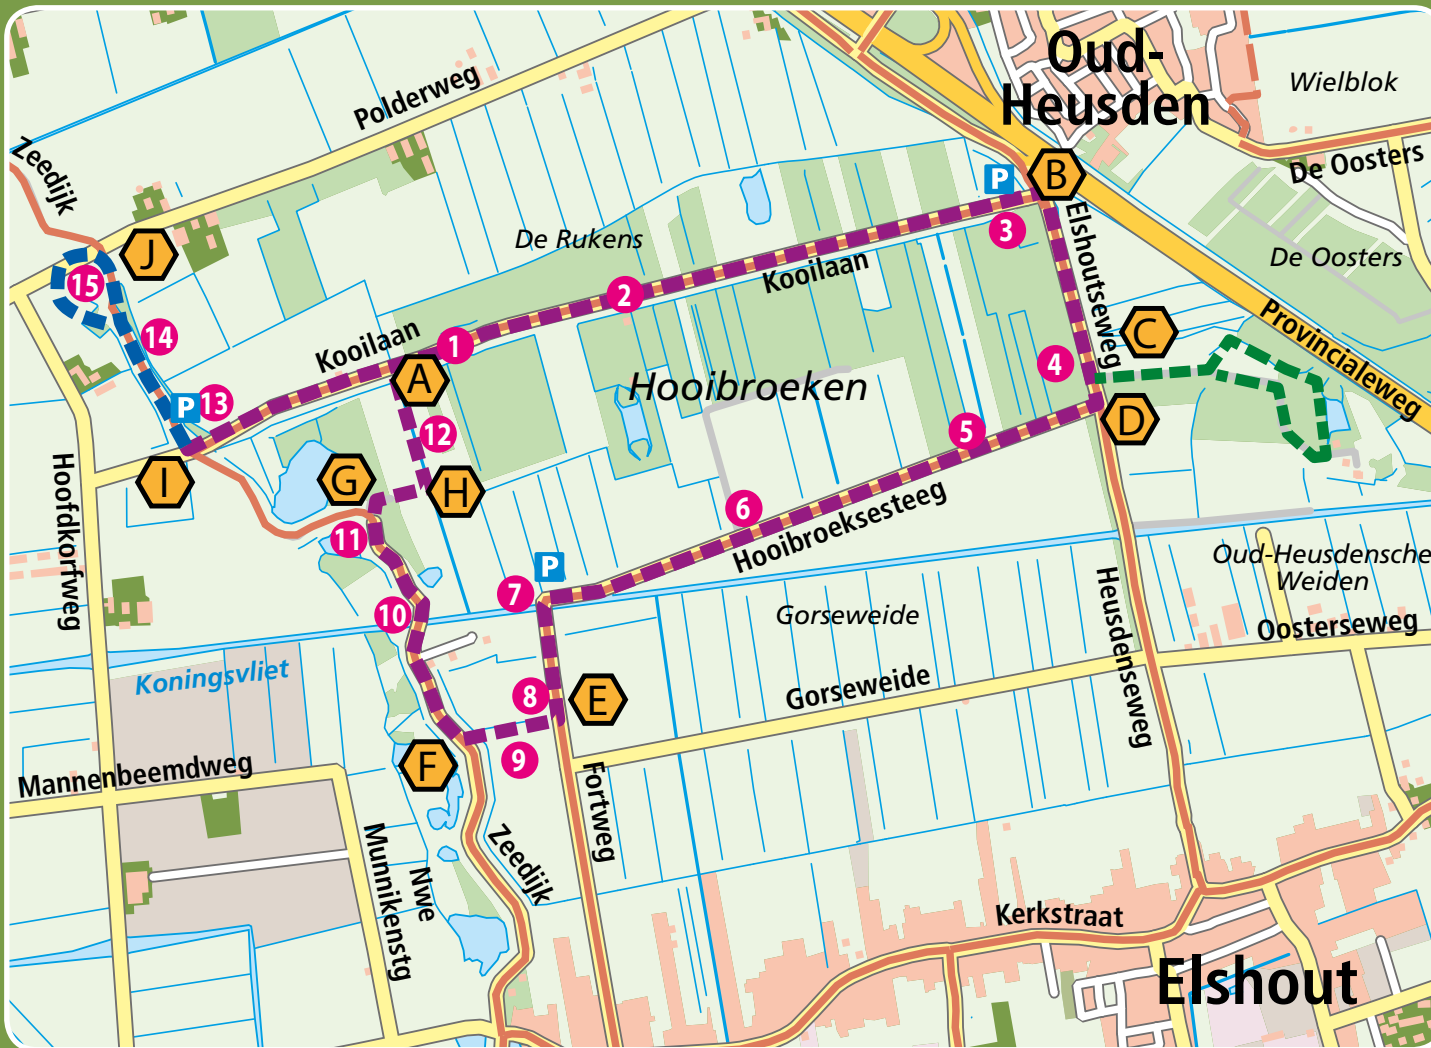 Oud-
Heusden
Wielblok
Polderweg
De Oosters
Zeedijk
P
B
Elshoutseweg
3
De Rukens
J
De Oosters
Kooilaan
15
2
Provincialeweg
14
Kooilaan
1
C
4
Hooibroeken
A
P
13
D
12
5
Hoofdkorfweg
I
G
H
6
Hooibroeksesteeg
11
P
7
Oud-Heusdensche
Weiden
10
Gorseweide
Heusdenseweg
Oosterseweg
Koningsvliet
8
E
Gorseweide
9
F
Mannenbeemdweg
Fortweg
Zeedijk
Nwe
Munnikenstg
Kerkstraat
Elshout